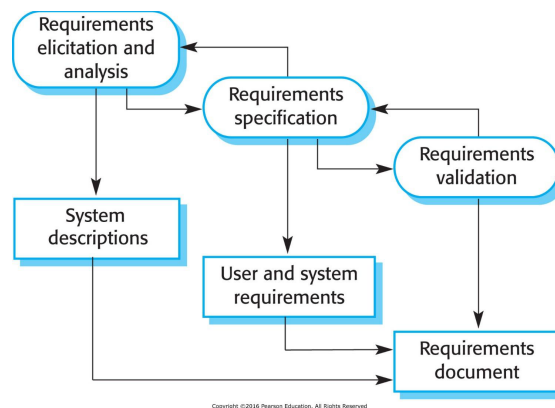 Requirements
elicitation and
analysis
Requirements
specification
Requirements
validation
System
descriptions
User and system
requirements
Requirements
document
Copyright ©2016 Pearson Education, All Rights Reserved